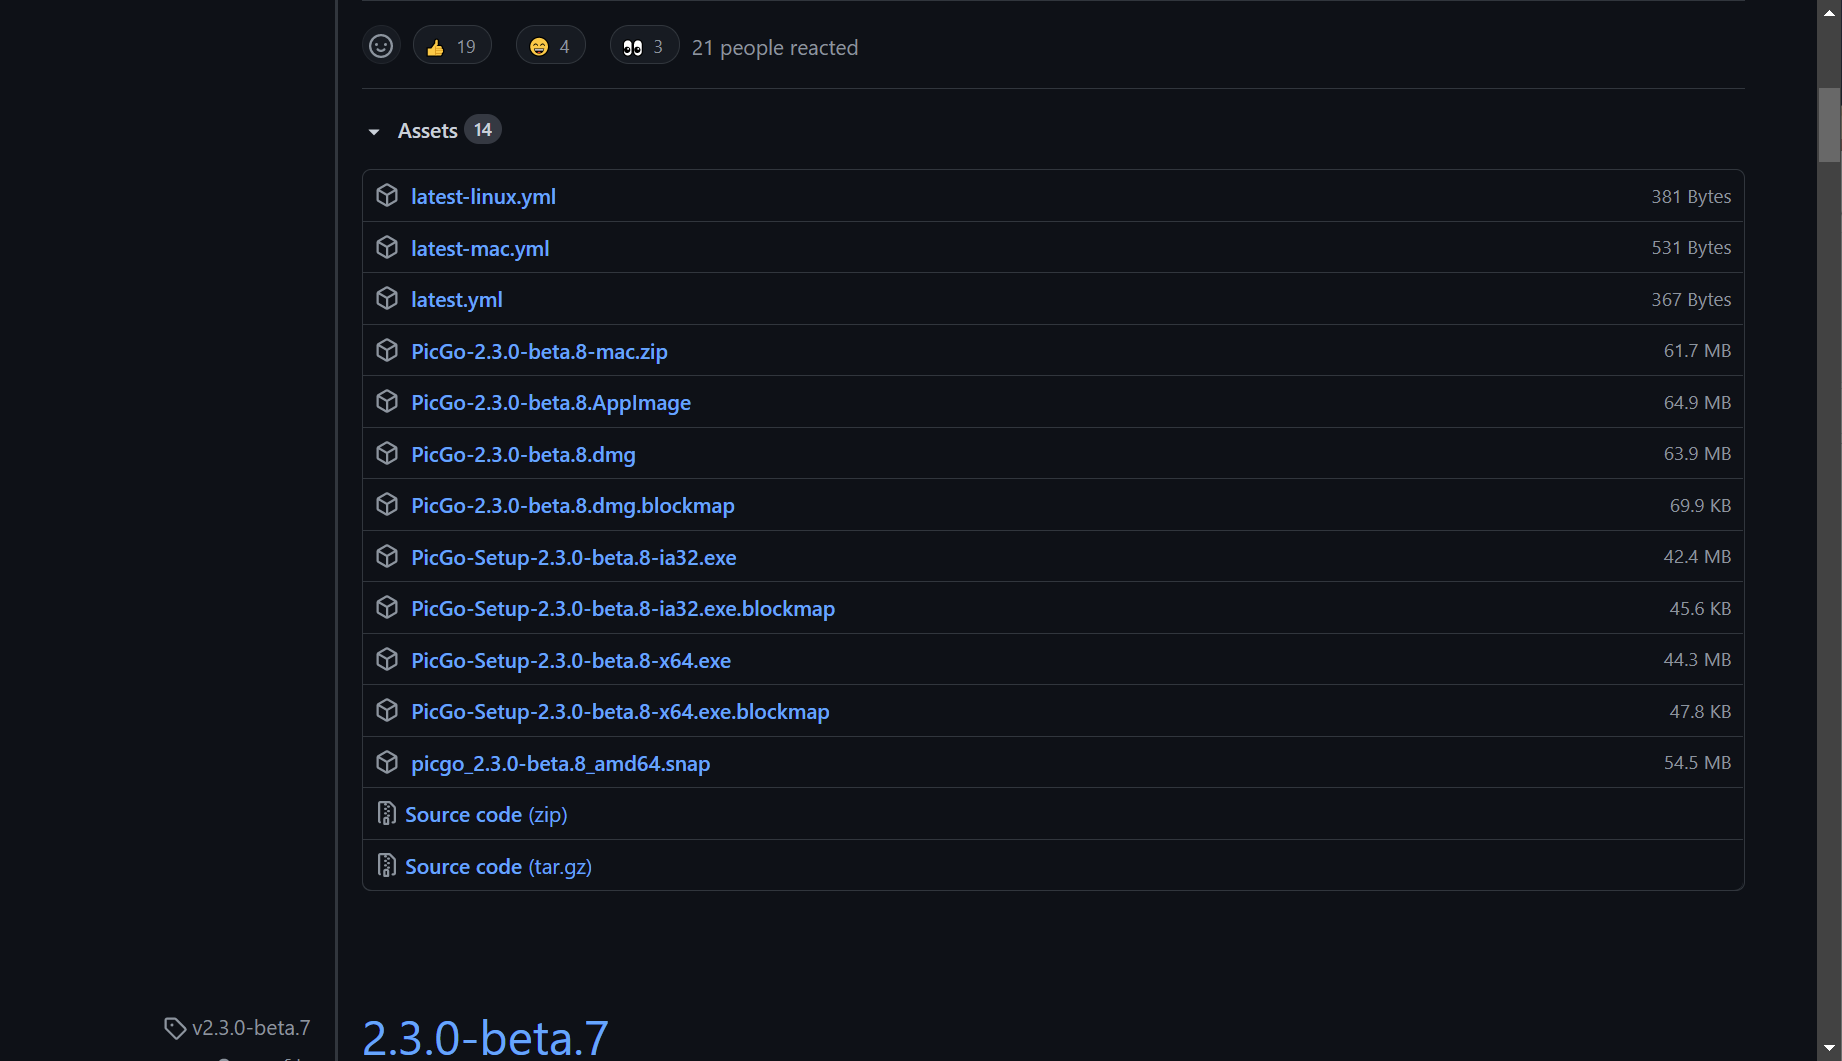 19 4 3 21 people reacted
Assets 14
latest-linux.yml 381 Bytes
latest-mac.yml 531 Bytes
latest.yml 367 Bytes
PicGo-2.3.0-beta.8-mac.zip 61.7 MB
PicGo-2.3.0-beta.8.AppImage 64.9 MB
PicGo-2.3.0-beta.8.dmg 63.9 MB
PicGo-2.3.0-beta.8.dmg.blockmap 69.9 KB
PicGo-Setup-2.3.0-beta.8-ia32.exe 42.4 MB
PicGo-Setup-2.3.0-beta.8-ia32.exe.blockmap 45.6 KB
PicGo-Setup-2.3.0-beta.8-x64.exe 44.3 MB
PicGo-Setup-2.3.0-beta.8-x64.exe.blockmap 47.8 KB
picgo_2.3.0-beta.8_amd64.snap 54.5 MB
Source code (zip)
Source code (tar.gz)
v2.3.0-beta.7 2.3.0-beta.7